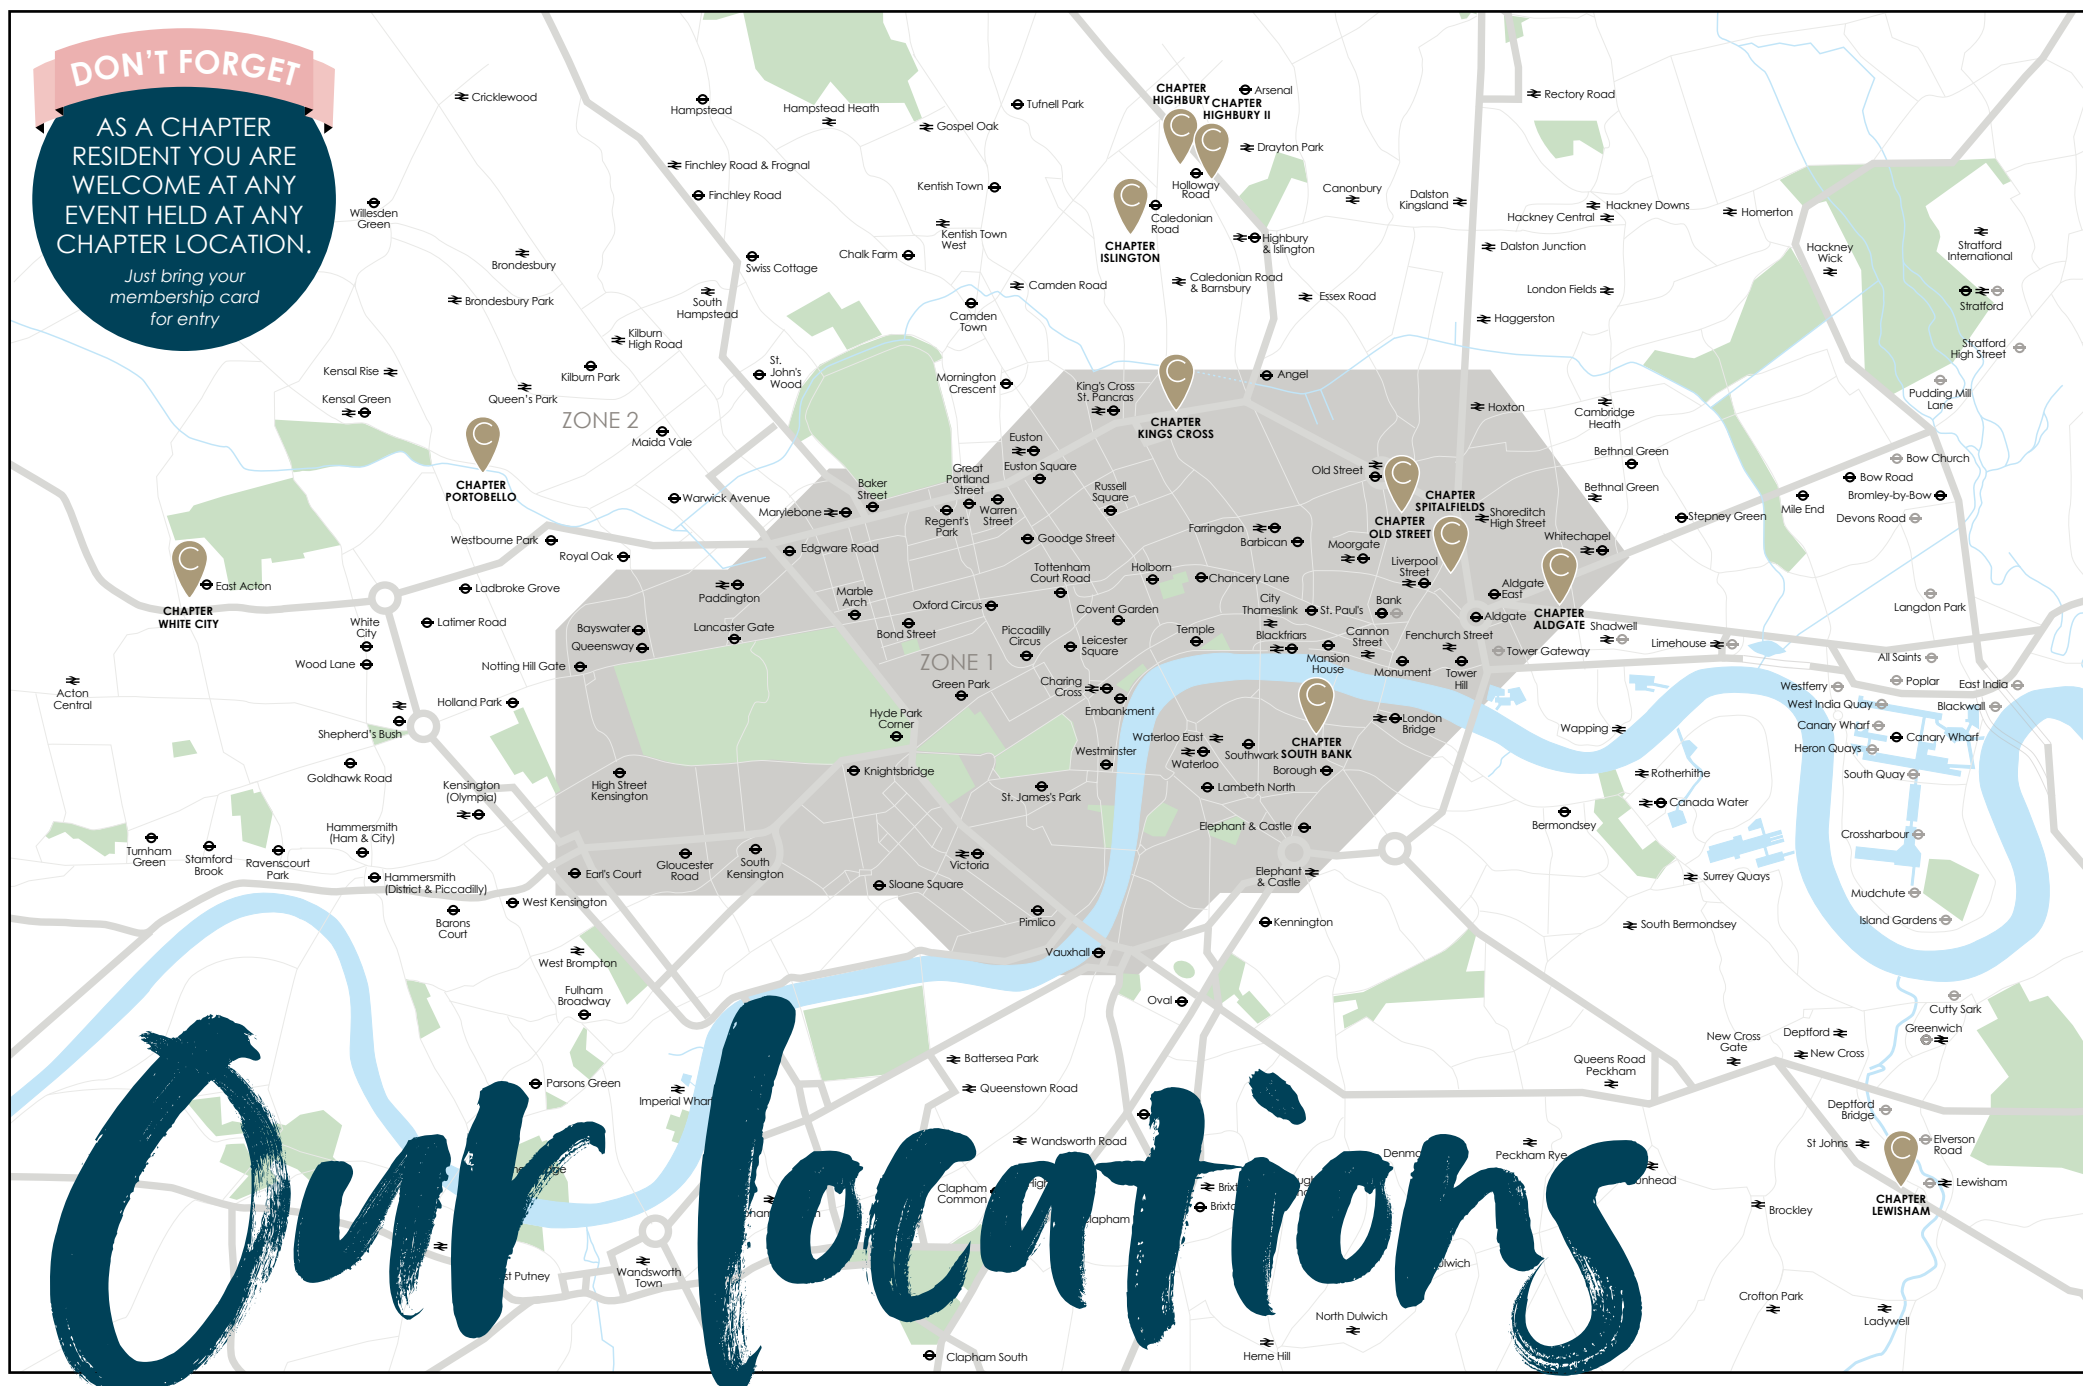 DON'T FORGET
AS A CHAPTER
RESIDENT YOU ARE
WELCOME AT ANY
EVENT HELD AT ANY
CHAPTER LOCATION.
Just bring your
membership card
for entry
Cricklewood
Hampstead
Hampstead Heath
Gospel Oak
Tufnell Park
CHAPTER
HIGHBURY
CHAPTER
HIGHBURY II
Arsenal
Drayton Park
Rectory Road
Finchley Road & Frognal
Finchley Road
Kentish Town
Holloway
Road
Canonbury
Dalston
Kingsland
Hackney Downs
Hackney Central
Homerton
Willesden
Green
Kentish Town
West
Caledonian
Road
CHAPTER
ISLINGTON
Highbury
& Islington
Dalston Junction
Hackney
Wick
Stratford
International
Brondesbury
Swiss Cottage
Chalk Farm
Camden Road
Caledonian Road
& Barnsbury
Essex Road
London Fields
Stratford
Brondesbury Park
South
Hampstead
Camden
Town
Haggerston
Kilburn
High Road
Stratford
High Street
Kensal Rise
Kilburn Park
St.
John's
Wood
Mornington
Crescent
King's Cross
St. Pancras
Angel
Pudding Mill
Lane
Kensal Green
Queen's Park
ZONE 2
Maida Vale
CHAPTER
KINGS CROSS
Hoxton
Cambridge
Heath
Euston
Euston Square
Old Street
Bethnal Green
Bow Church
Bow Road
CHAPTER
PORTOBELLO
Warwick Avenue
Baker
Street
Great
Portland
Street
Russell
Square
Bethnal Green
Bromley-by-Bow
Marylebone
Regent's
Park
Warren
Street
CHAPTER
SPITALFIELDS
CHAPTER
OLD STREET
Shoreditch
High Street
Stepney Green
Mile End
Devons Road
Westbourne Park
Royal Oak
Edgware Road
Goodge Street
Farringdon
Barbican
Moorgate
Liverpool
Street
Whitechapel
East Acton
CHAPTER
WHITE CITY
Ladbroke Grove
Paddington
Marble
Arch
Tottenham
Court Road
Holborn
Chancery Lane
Aldgate
East
Oxford Circus
Covent Garden
City
Thameslink
St. Paul's
Bank
Aldgate
CHAPTER
ALDGATE
Langdon Park
White
City
Latimer Road
Bayswater
Lancaster Gate
Bond Street
Piccadilly
Circus
Leicester
Square
Temple
Blackfriars
Cannon
Street
Fenchurch Street
Shadwell
Limehouse
Wood Lane
Notting Hill Gate
Queensway
ZONE 1
Mansion
House
Monument
Tower
Hill
Tower Gateway
All Saints
Acton
Central
Holland Park
Green Park
Charing
Cross
Embankment
Westferry
Poplar
East India
Shepherd's Bush
Hyde Park
Corner
West India Quay
Blackwall
London
Bridge
Wapping
Canary Wharf
Canary Wharf
Heron Quays
Goldhawk Road
Kensington
(Olympia)
High Street
Kensington
Knightsbridge
Westminster
Waterloo East
Waterloo
Southwark
CHAPTER
SOUTH BANK
Borough
Rotherhithe
South Quay
St. James's Park
Lambeth North
Canada Water
Turnham
Green
Stamford
Brook
Ravenscourt
Park
Hammersmith
(Ham & City)
Elephant & Castle
Bermondsey
Crossharbour
Hammersmith
(District & Piccadilly)
Earl's Court
Gloucester
Road
South
Kensington
Victoria
Sloane Square
Elephant
& Castle
Surrey Quays
Mudchute
Barons
Court
West Kensington
Pimlico
Kennington
South Bermondsey
Island Gardens
West Brompton
Vauxhall
Fulham
Broadway
Oval
Cutty Sark
Battersea Park
Queens Road
Peckham
New Cross
Gate
Deptford
Greenwich
New Cross
Parsons Green
Imperial Wharf
Queenstown Road
Deptford
Bridge
Wandsworth Road
Peckham Rye
St Johns
Elverson
Road
Clapham
Common
Lewisham
CHAPTER
LEWISHAM
Brockley
Putney
Wandsworth
Town
North Dulwich
Crofton Park
Ladywell
Clapham South
Herne Hill
Our locations